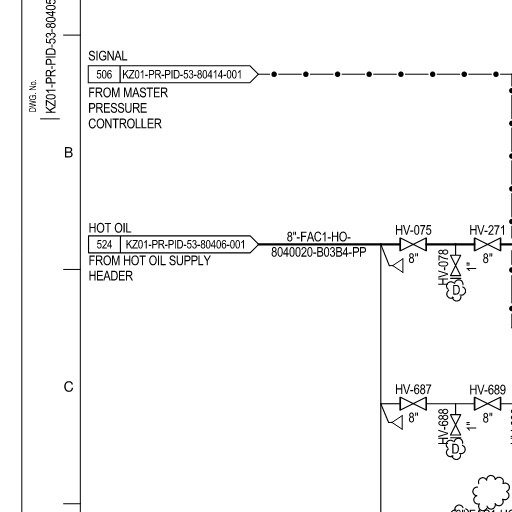 DWG. No.
KZ01-PR-PID-53-80405
SIGNAL
506 KZ01-PR-PID-53-80414-001
FROM MASTER
PRESSURE
CONTROLLER
B
HOT OIL
524 KZ01-PR-PID-53-80406-001
FROM HOT OIL SUPPLY
HEADER
8"-FAC1-HO-
8040020-B03B4-PP
HV-075
HV-271
8"
8"
HV-078
1"
D
C
HV-687
HV-689
8"
8"
HV-688
1"
D